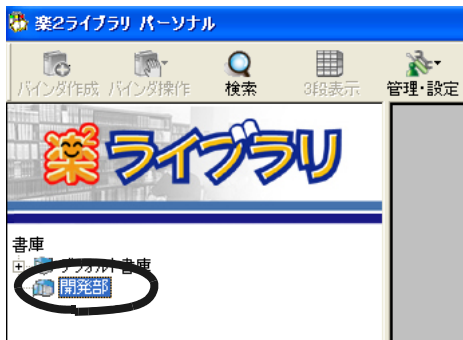 楽2ライブラリ パーソナル
バインダ作成 バインダ操作 検索 3段表示 管理・設定
楽ライブラリ
書庫
デフォルト書庫
開発部